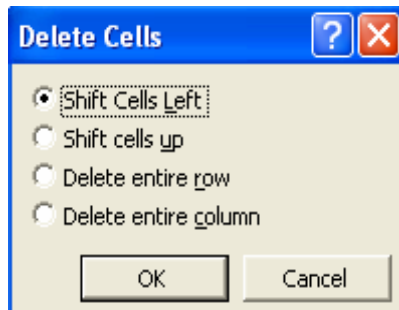 Delete Cells
?
Shift Cells Left
Shift cells up
Delete entire row
Delete entire column
OK
Cancel